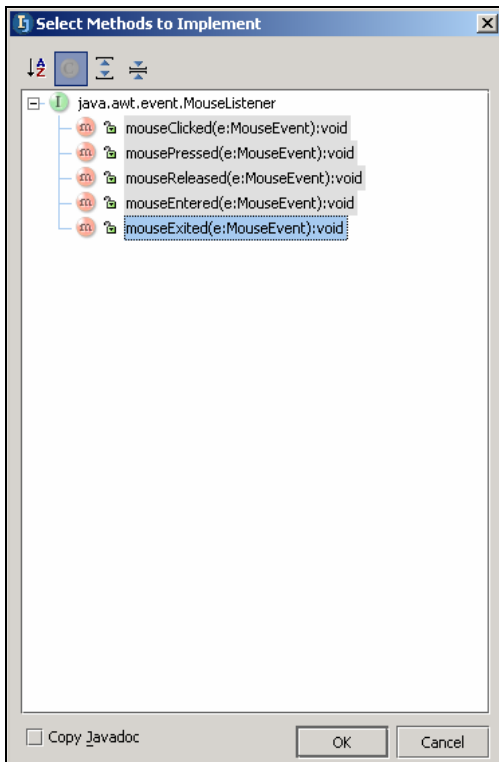 Select Methods to Implement
java.awt.event.MouseListener
mouseClicked(e:MouseEvent):void
mousePressed(e:MouseEvent):void
mouseReleased(e:MouseEvent):void
mouseEntered(e:MouseEvent):void
mouseExited(e:MouseEvent):void
Copy Javadoc
OK
Cancel